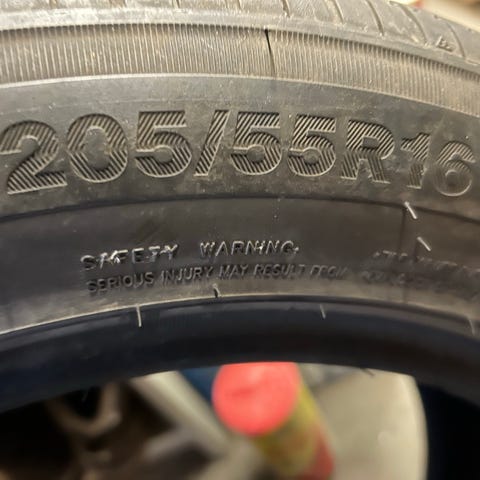 205/55R16
SAFETY WARNING
SERIOUS INJURY MAY RESULT FROM